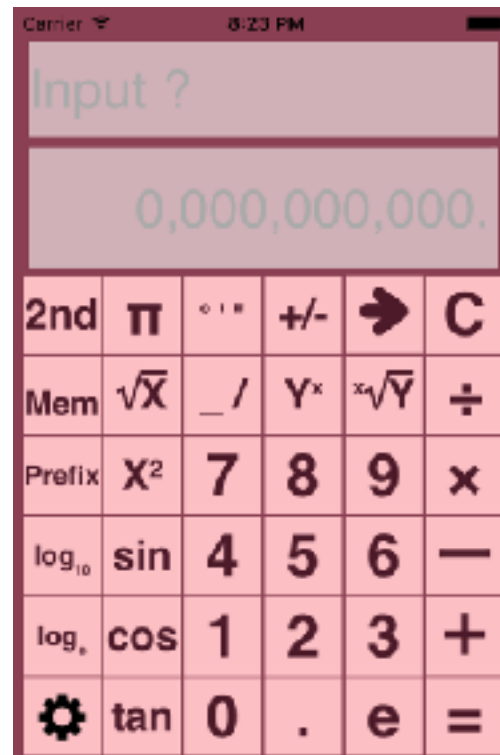 Carrier 8:23 PM
Input ?
0,000,000,000.
2nd π ° ' " +/- C
Mem √X _ / Yˣ ˣ√Y ÷
Prefix X² 7 8 9 ×
log₁₀ sin 4 5 6 —
logₑ cos 1 2 3 +
tan 0 . e =